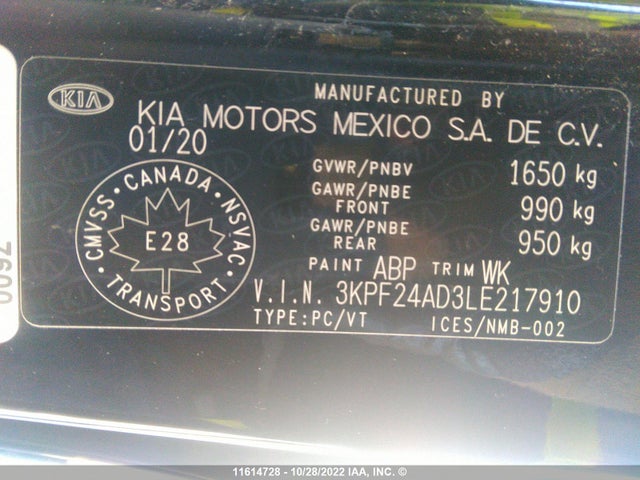 KIA
MANUFACTURED BY
KIA MOTORS MEXICO S.A. DE C.V.
01/20
GVWR/PNBV 1650 kg
GAWR/PNBE FRONT 990 kg
GAWR/PNBE REAR 950 kg
CMVSS • CANADA • NSVAC • TRANSPORT •
E28
PAINT ABP TRIM WK
V.I.N. 3KPF24AD3LE217910
TYPE:PC/VT ICES/NMB-002
0092
11614728 - 10/28/2022 IAA, INC. ©